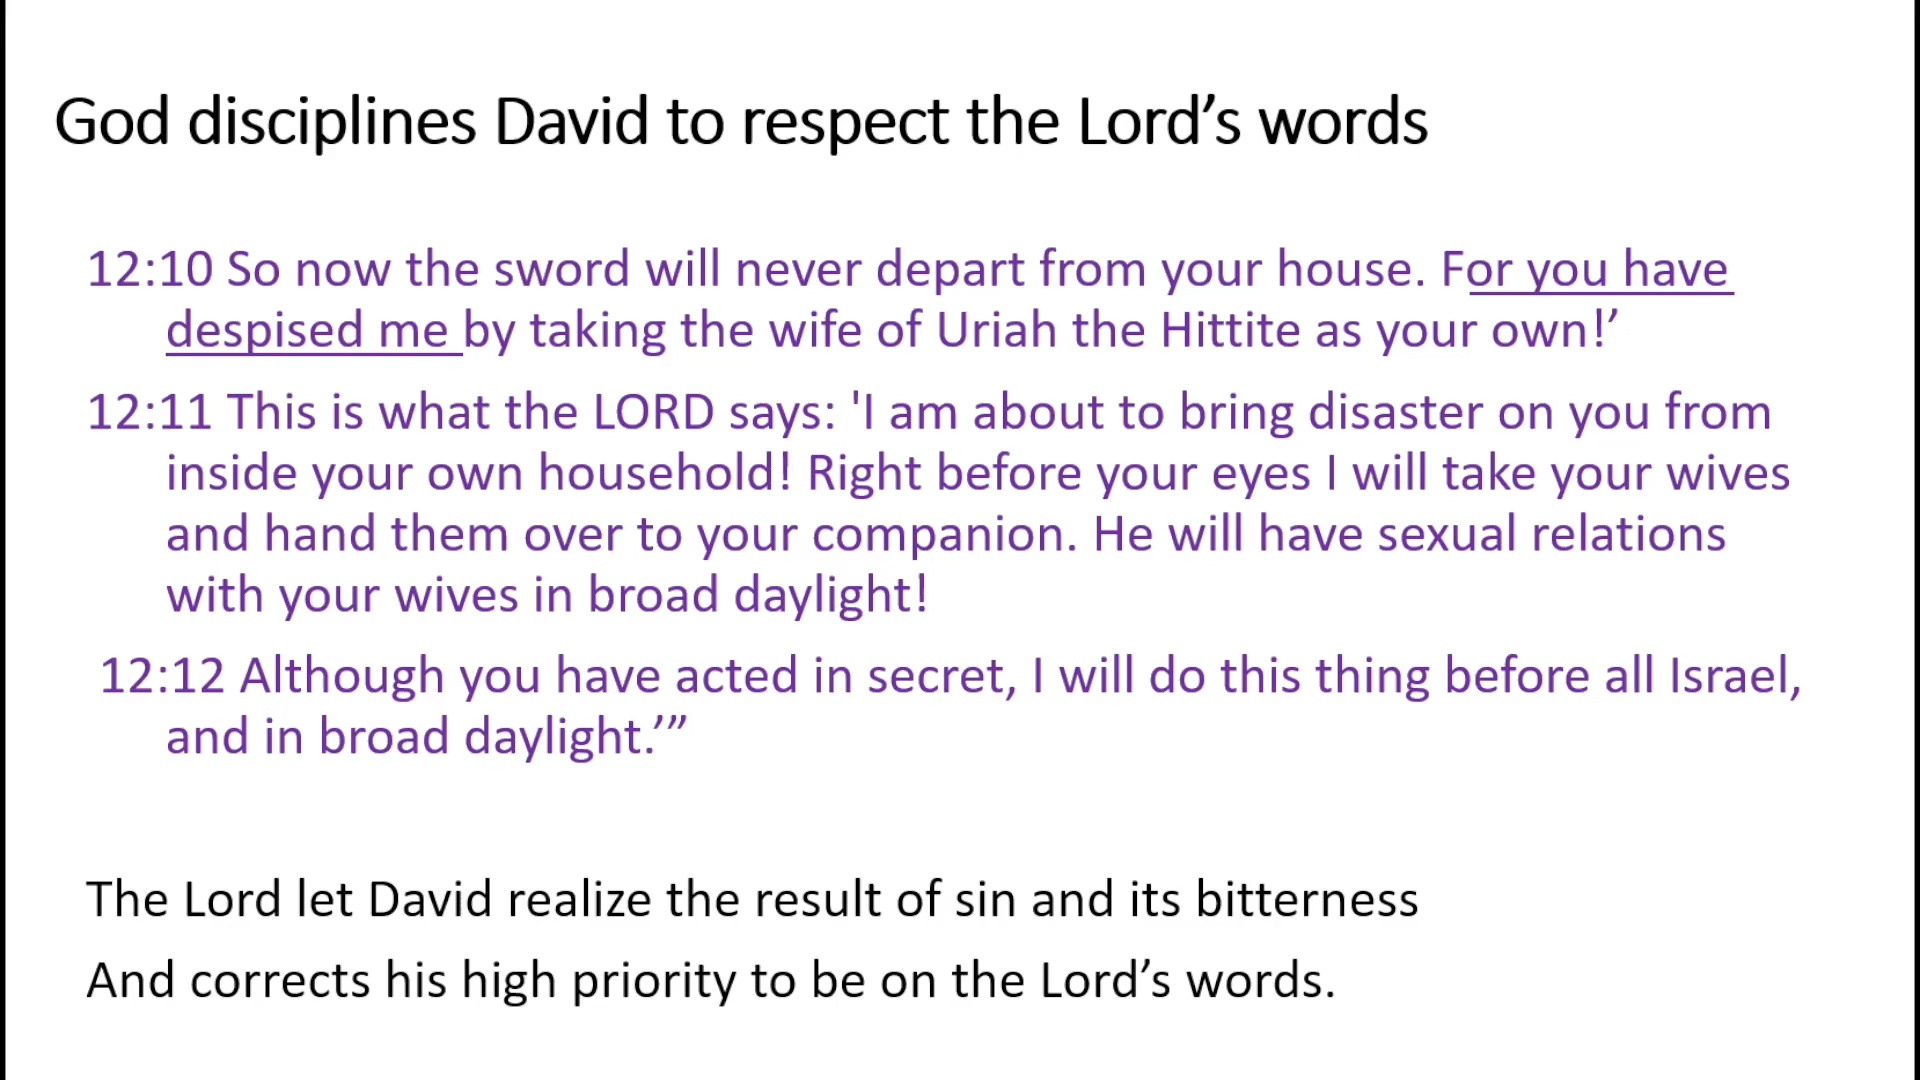 God disciplines David to respect the Lord’s words
12:10 So now the sword will never depart from your house. For you have
despised me by taking the wife of Uriah the Hittite as your own!’
12:11 This is what the LORD says: 'I am about to bring disaster on you from
inside your own household! Right before your eyes I will take your wives
and hand them over to your companion. He will have sexual relations
with your wives in broad daylight!
12:12 Although you have acted in secret, I will do this thing before all Israel,
and in broad daylight.’”
The Lord let David realize the result of sin and its bitterness
And corrects his high priority to be on the Lord’s words.